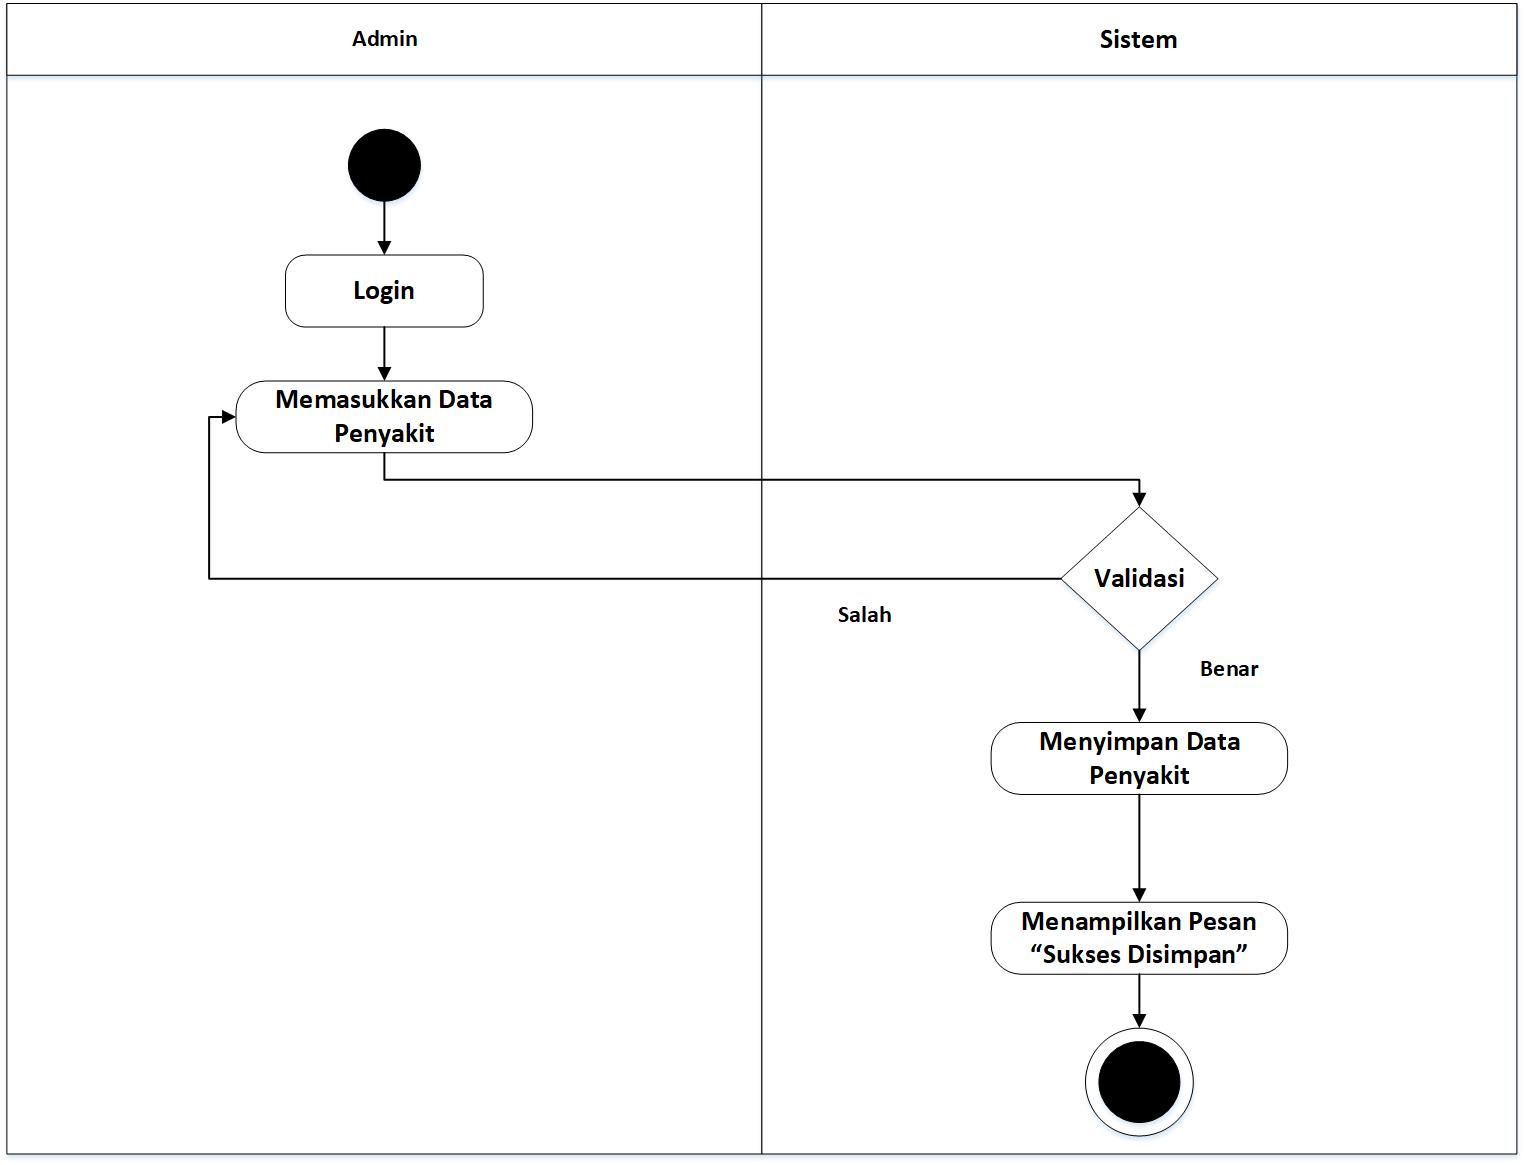 Admin
Sistem
Login
Memasukkan Data
Penyakit
Validasi
Salah
Benar
Menyimpan Data
Penyakit
Menampilkan Pesan
“Sukses Disimpan”